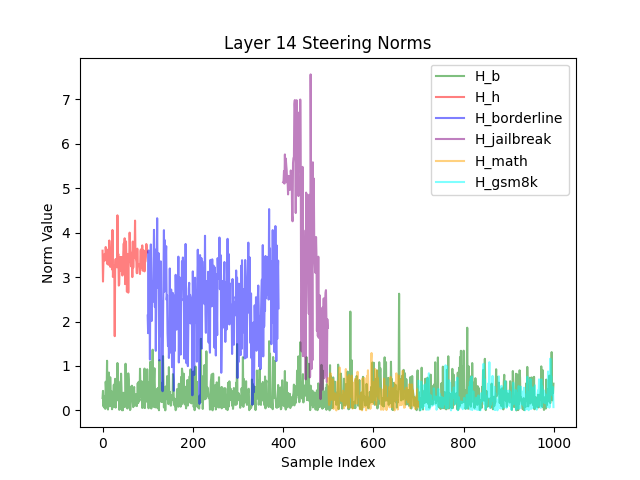 Layer 14 Steering Norms
H_b
H_h
H_borderline
H_jailbreak
H_math
H_gsm8k
Norm Value
7
6
5
4
3
2
1
0
0 200 400 600 800 1000
Sample Index